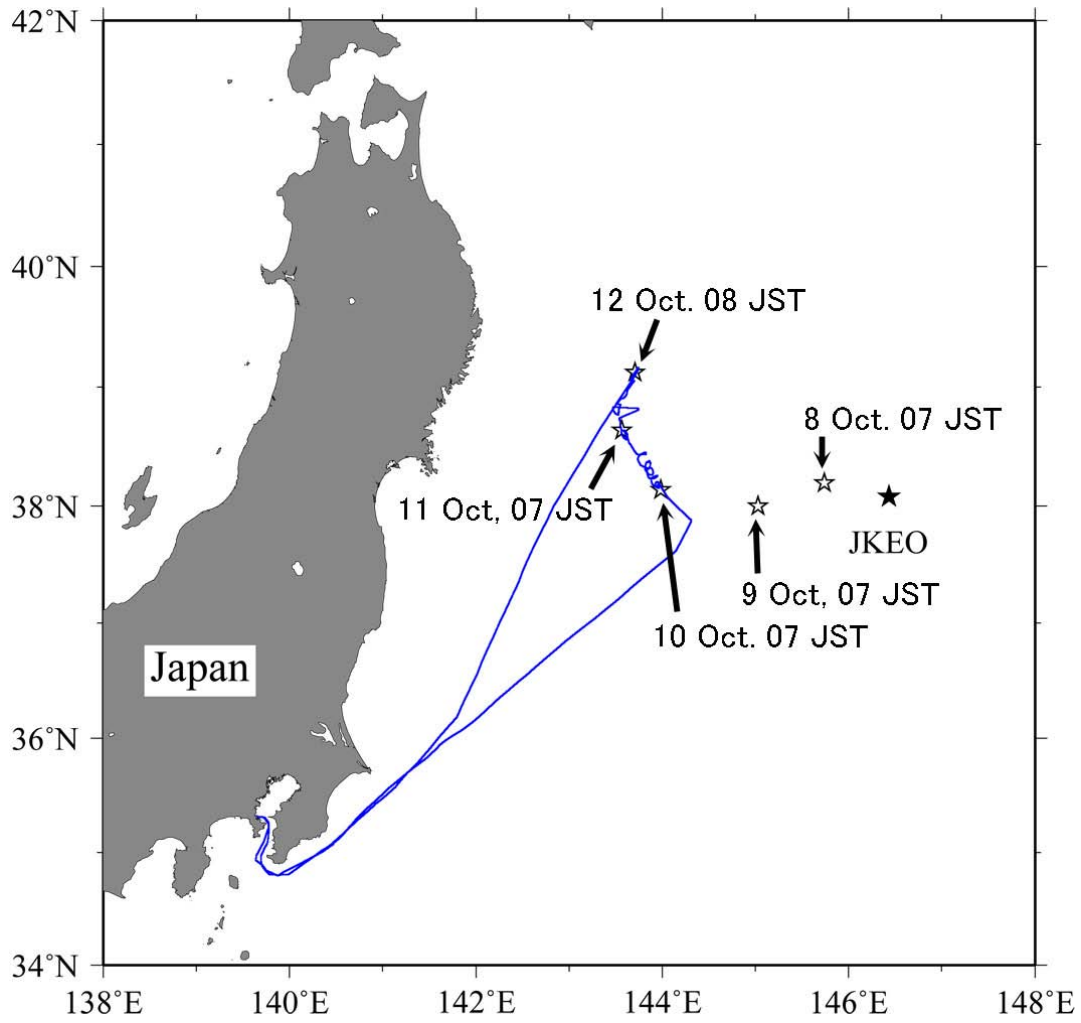 42°N
40°N
38°N
36°N
34°N
138°E
140°E
142°E
144°E
146°E
148°E
12 Oct. 08 JST
8 Oct. 07 JST
11 Oct, 07 JST
JKEO
9 Oct, 07 JST
10 Oct. 07 JST
Japan